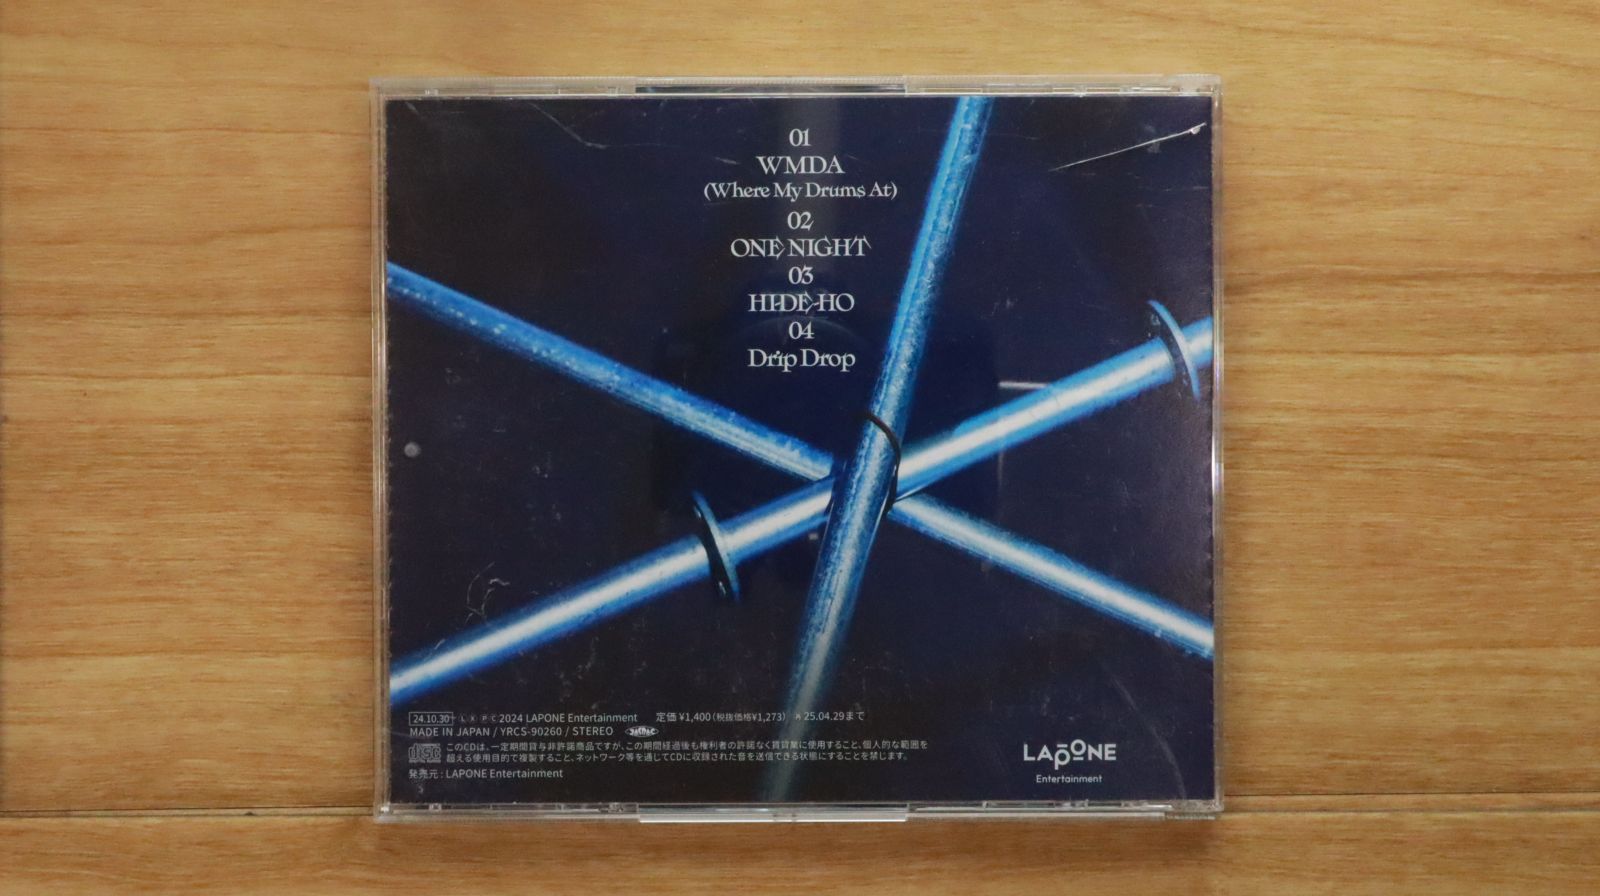 01
WMDA
(Where My Drums At)
02
ONE NIGHT
03
HI-DE-HO
04
Drip Drop
24.10.30 Ⓛ Ⓧ Ⓟ Ⓒ 2024 LAPONE Entertainment 定価 ¥1,400(税抜価格¥1,273) 25.04.29まで
MADE IN JAPAN / YRCS-90260 / STEREO JASRAC
このCDは、一定期間貸与非許諾商品ですが、この期間経過後も権利者の許諾なく賃貸業に使用すること、個人的な範囲を
超える使用目的で複製すること、ネットワーク等を通じてCDに収録された音を送信できる状態にすることを禁じます。
発売元 : LAPONE Entertainment
LAPONE
Entertainment